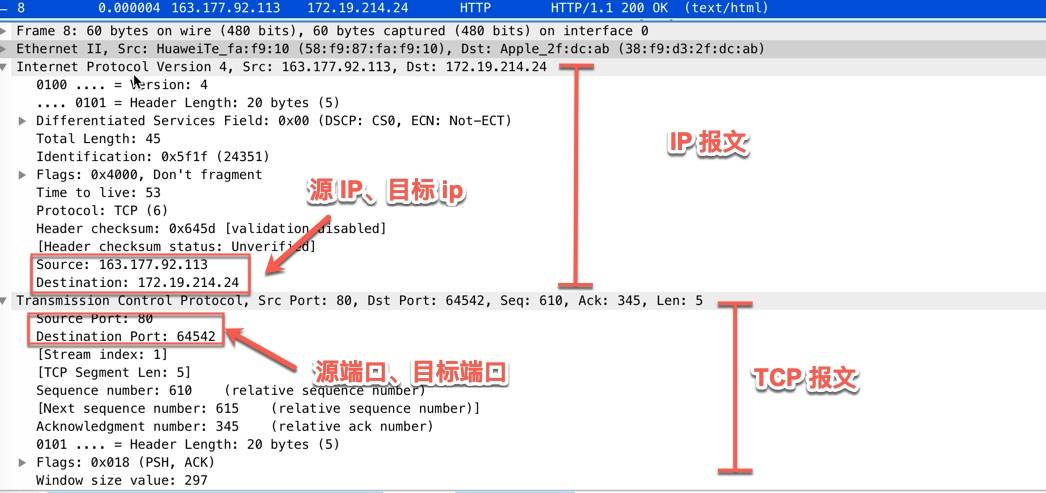 8 0.000004 163.177.92.113 172.19.214.24 HTTP HTTP/1.1 200 OK (text/html)
Frame 8: 60 bytes on wire (480 bits), 60 bytes captured (480 bits) on interface 0
Ethernet II, Src: HuaweiTe_fa:f9:10 (58:f9:87:fa:f9:10), Dst: Apple_2f:dc:ab (38:f9:d3:2f:dc:ab)
Internet Protocol Version 4, Src: 163.177.92.113, Dst: 172.19.214.24
0100 .... = Version: 4
.... 0101 = Header Length: 20 bytes (5)
Differentiated Services Field: 0x00 (DSCP: CS0, ECN: Not-ECT)
IP 报文
Total Length: 45
Identification: 0x5f1f (24351)
Flags: 0x4000, Don't fragment
源 IP、目标 ip
Time to live: 53
Protocol: TCP (6)
Header checksum: 0x645d [validation disabled]
[Header checksum status: Unverified]
Source: 163.177.92.113
Destination: 172.19.214.24
Transmission Control Protocol, Src Port: 80, Dst Port: 64542, Seq: 610, Ack: 345, Len: 5
Source Port: 80
Destination Port: 64542
[Stream index: 1]
源端口、目标端口
[TCP Segment Len: 5]
TCP 报文
Sequence number: 610 (relative sequence number)
[Next sequence number: 615 (relative sequence number)]
Acknowledgment number: 345 (relative ack number)
0101 .... = Header Length: 20 bytes (5)
Flags: 0x018 (PSH, ACK)
Window size value: 297